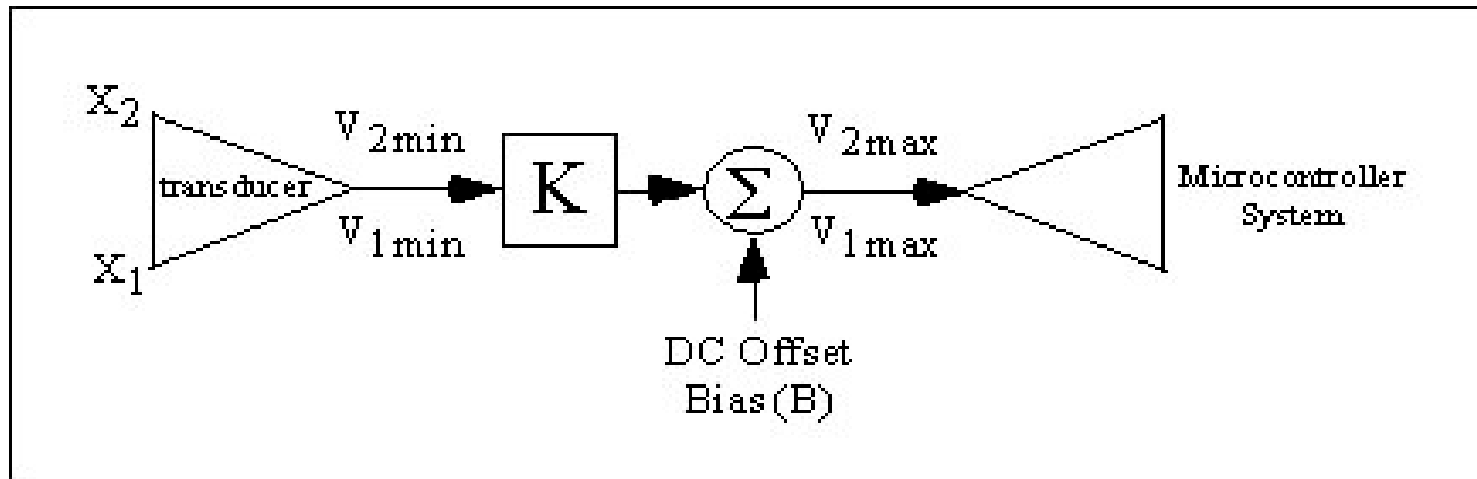 X2
transducer
X1
V2min
V1min
K
Σ
DC Offset
Bias(B)
V2max
V1max
Microcontroller
System